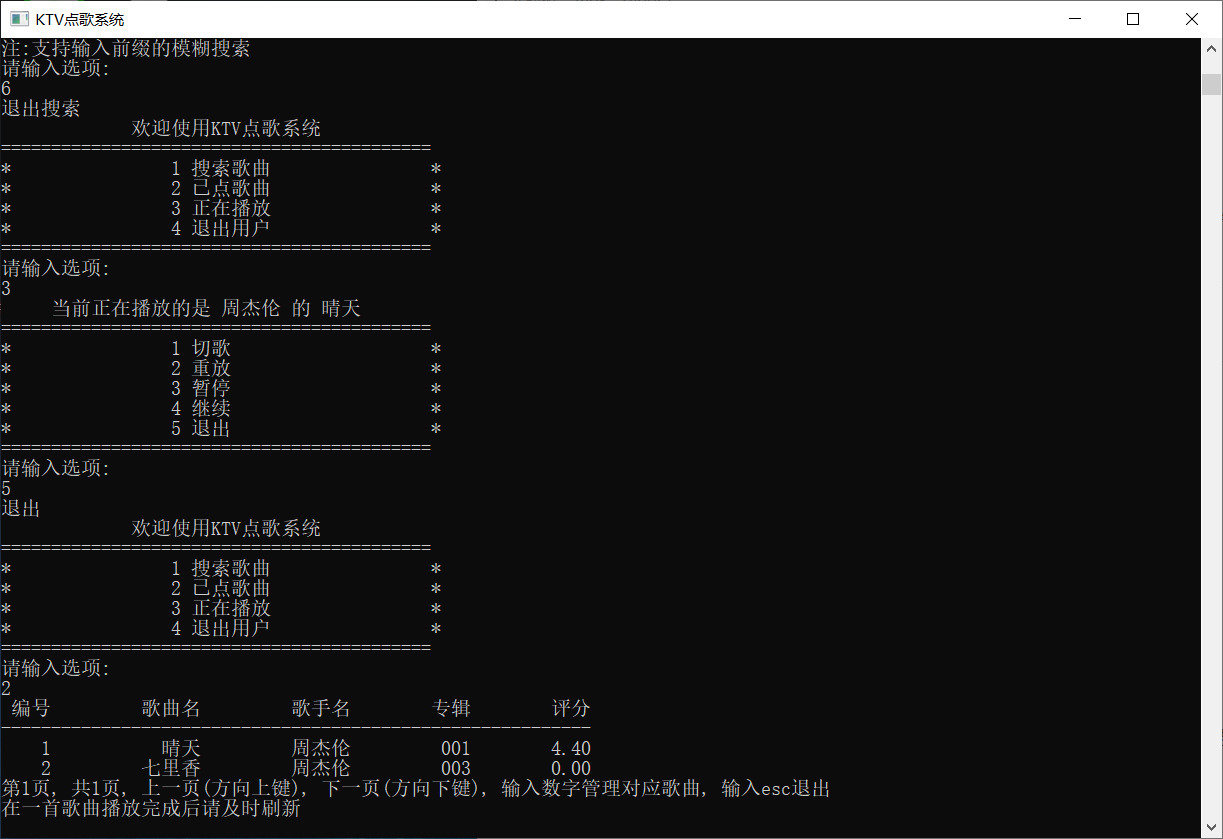 KTV点歌系统
注:支持输入前缀的模糊搜索
请输入选项:
6
退出搜索
欢迎使用KTV点歌系统
===========================================
* 1 搜索歌曲 *
* 2 已点歌曲 *
* 3 正在播放 *
* 4 退出用户 *
===========================================
请输入选项:
3
当前正在播放的是 周杰伦 的 晴天
===========================================
* 1 切歌 *
* 2 重放 *
* 3 暂停 *
* 4 继续 *
* 5 退出 *
===========================================
请输入选项:
5
退出
欢迎使用KTV点歌系统
===========================================
* 1 搜索歌曲 *
* 2 已点歌曲 *
* 3 正在播放 *
* 4 退出用户 *
===========================================
请输入选项:
2
编号 歌曲名 歌手名 专辑 评分
-----------------------------------------------------------
1 晴天 周杰伦 001 4.40
2 七里香 周杰伦 003 0.00
第1页, 共1页, 上一页(方向上键), 下一页(方向下键), 输入数字管理对应歌曲, 输入esc退出
在一首歌曲播放完成后请及时刷新